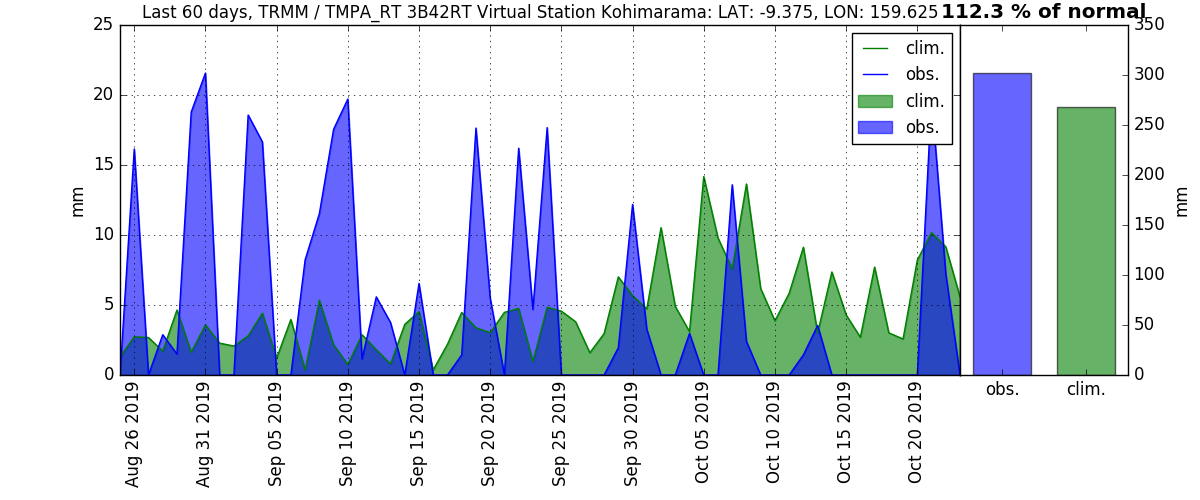 Last 60 days, TRMM / TMPA_RT 3B42RT Virtual Station Kohimarama: LAT: -9.375, LON: 159.625
112.3 % of normal
25
20
15
10
5
0
mm
clim.
obs.
clim.
obs.
350
300
250
200
150
100
50
0
mm
Aug 26 2019
Aug 31 2019
Sep 05 2019
Sep 10 2019
Sep 15 2019
Sep 20 2019
Sep 25 2019
Sep 30 2019
Oct 05 2019
Oct 10 2019
Oct 15 2019
Oct 20 2019
obs.
clim.